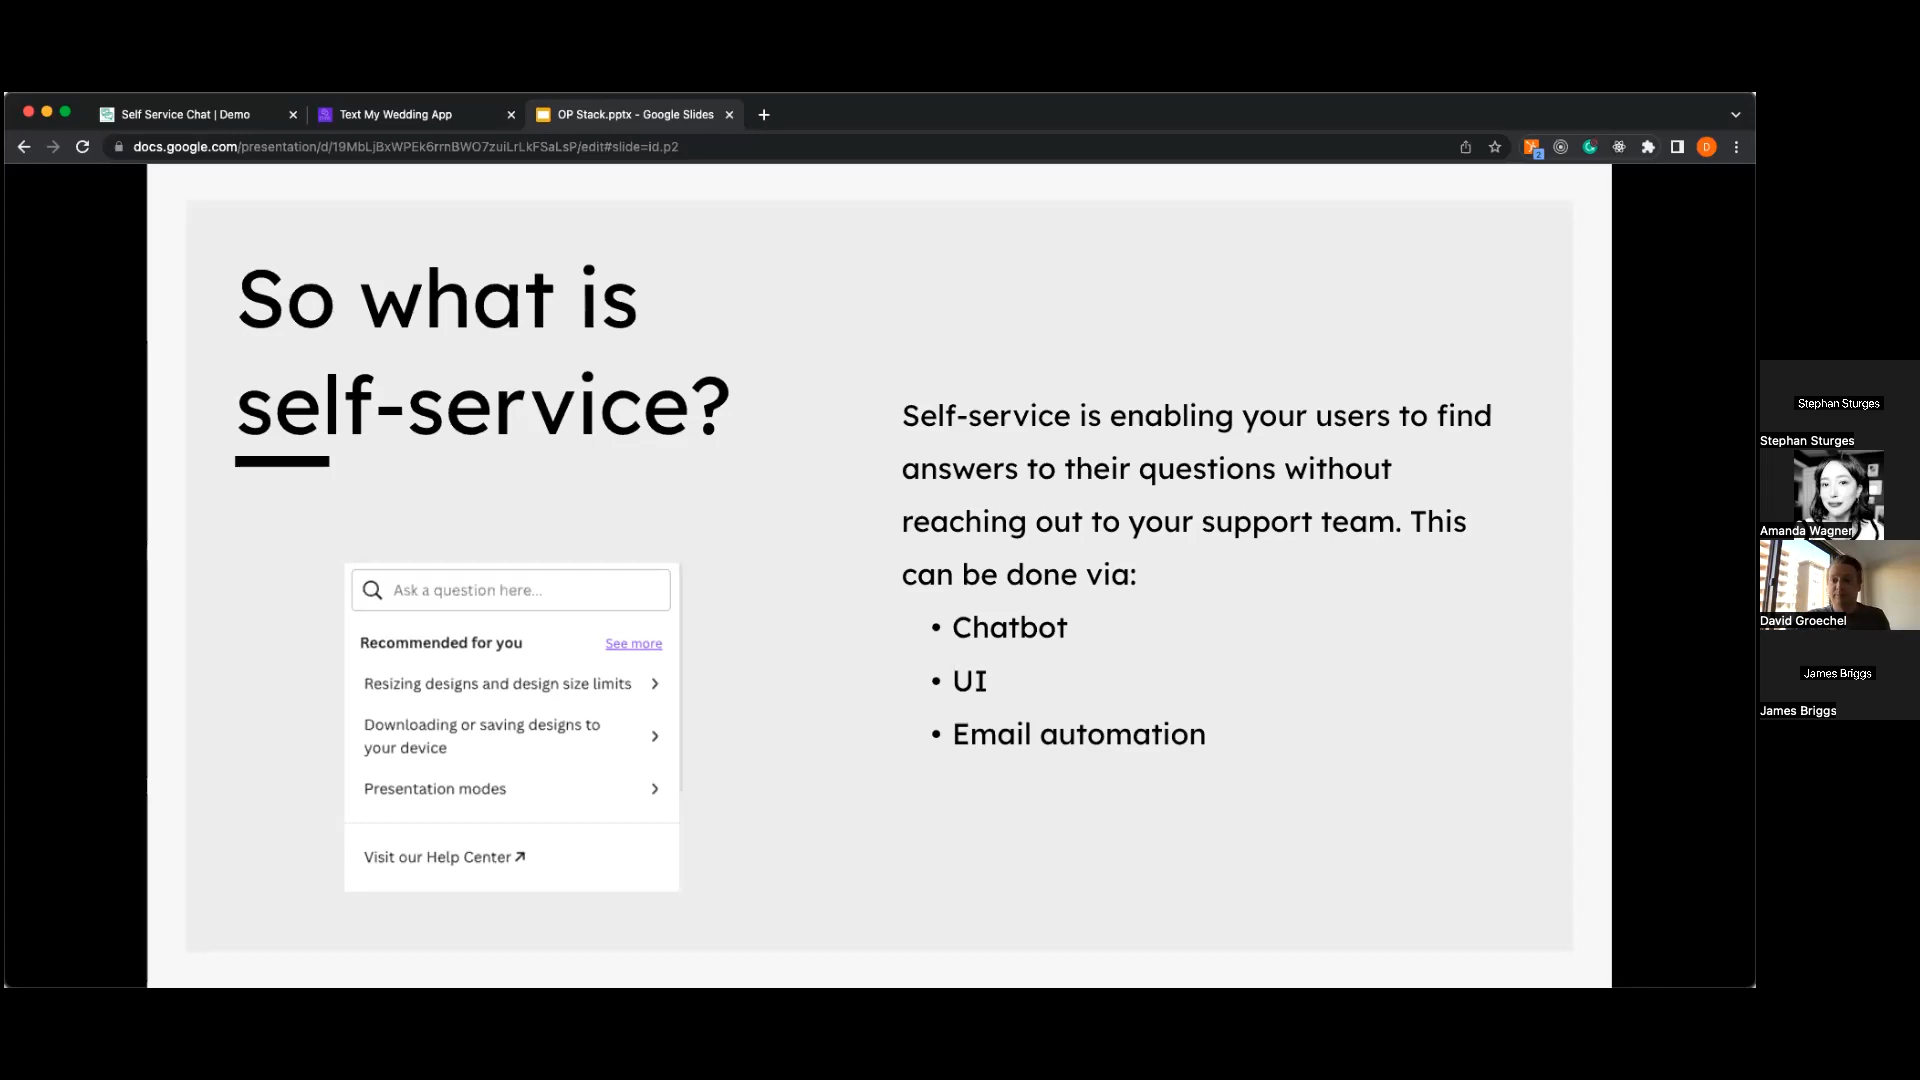 Self Service Chat | Demo
Text My Wedding App
OP Stack.pptx - Google Slides
docs.google.com/presentation/d/19MbLjBxWPEk6rrnBWO7zuiLrLkFSaLsP/edit#slide=id.p2
2
D
So what is
self-service?
Ask a question here...
Recommended for you See more
Resizing designs and design size limits
Downloading or saving designs to
your device
Presentation modes
Visit our Help Center
Self-service is enabling your users to find
answers to their questions without
reaching out to your support team. This
can be done via:
• Chatbot
• UI
• Email automation
Stephan Sturges
Stephan Sturges
Amanda Wagner
David Groechel
James Briggs
James Briggs